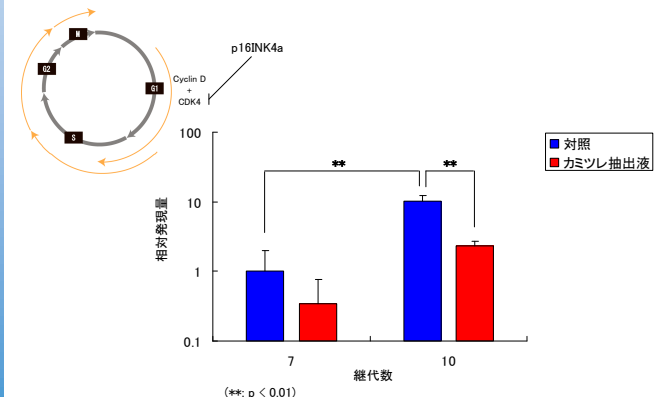 p16INK4a
M
G2
G1
S
Cyclin D
+
CDK4
対照
カミツレ抽出液
相対発現量
100
10
1
0.1
**
**
7
10
継代数
(**: p < 0.01)